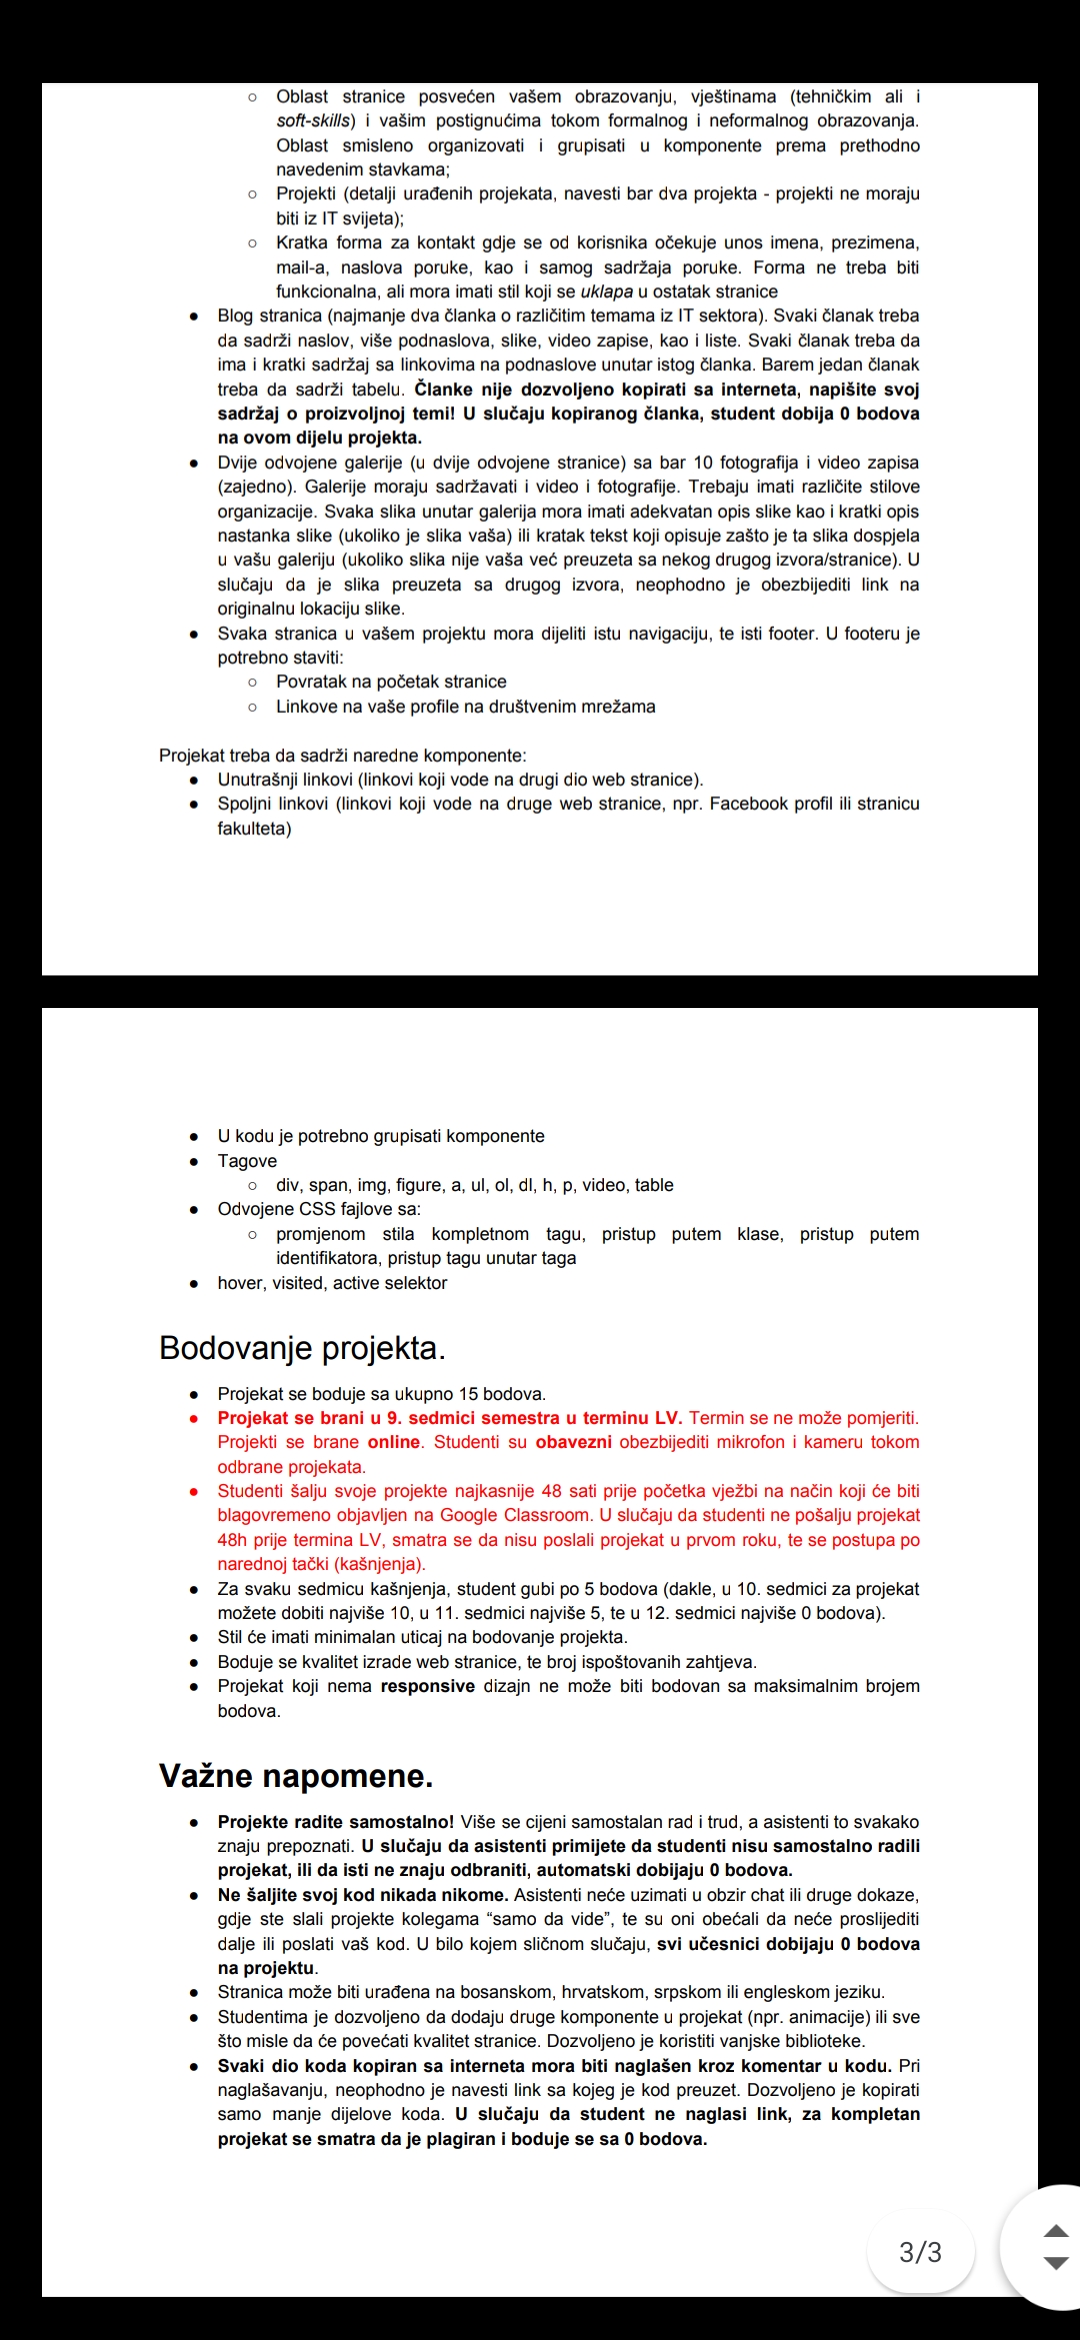 ○ Oblast stranice posvećen vašem obrazovanju, vještinama (tehničkim ali i
soft-skills) i vašim postignućima tokom formalnog i neformalnog obrazovanja.
Oblast smisleno organizovati i grupisati u komponente prema prethodno
navedenim stavkama;
○ Projekti (detalji urađenih projekata, navesti bar dva projekta - projekti ne moraju
biti iz IT svijeta);
○ Kratka forma za kontakt gdje se od korisnika očekuje unos imena, prezimena,
mail-a, naslova poruke, kao i samog sadržaja poruke. Forma ne treba biti
funkcionalna, ali mora imati stil koji se uklapa u ostatak stranice
● Blog stranica (najmanje dva članka o različitim temama iz IT sektora). Svaki članak treba
da sadrži naslov, više podnaslova, slike, video zapise, kao i liste. Svaki članak treba da
ima i kratki sadržaj sa linkovima na podnaslove unutar istog članka. Barem jedan članak
treba da sadrži tabelu. Članke nije dozvoljeno kopirati sa interneta, napišite svoj
sadržaj o proizvoljnoj temi! U slučaju kopiranog članka, student dobija 0 bodova
na ovom dijelu projekta.
● Dvije odvojene galerije (u dvije odvojene stranice) sa bar 10 fotografija i video zapisa
(zajedno). Galerije moraju sadržavati i video i fotografije. Trebaju imati različite stilove
organizacije. Svaka slika unutar galerija mora imati adekvatan opis slike kao i kratki opis
nastanka slike (ukoliko je slika vaša) ili kratak tekst koji opisuje zašto je ta slika dospjela
u vašu galeriju (ukoliko slika nije vaša već preuzeta sa nekog drugog izvora/stranice). U
slučaju da je slika preuzeta sa drugog izvora, neophodno je obezbijediti link na
originalnu lokaciju slike.
● Svaka stranica u vašem projektu mora dijeliti istu navigaciju, te isti footer. U footeru je
potrebno staviti:
○ Povratak na početak stranice
○ Linkove na vaše profile na društvenim mrežama
Projekat treba da sadrži naredne komponente:
● Unutrašnji linkovi (linkovi koji vode na drugi dio web stranice).
● Spoljni linkovi (linkovi koji vode na druge web stranice, npr. Facebook profil ili stranicu
fakulteta)
● U kodu je potrebno grupisati komponente
● Tagove
○ div, span, img, figure, a, ul, ol, dl, h, p, video, table
● Odvojene CSS fajlove sa:
○ promjenom stila kompletnom tagu, pristup putem klase, pristup putem
identifikatora, pristup tagu unutar taga
● hover, visited, active selektor
Bodovanje projekta.
● Projekat se boduje sa ukupno 15 bodova.
● Projekat se brani u 9. sedmici semestra u terminu LV. Termin se ne može pomjeriti.
Projekti se brane online. Studenti su obavezni obezbijediti mikrofon i kameru tokom
odbrane projekata.
● Studenti šalju svoje projekte najkasnije 48 sati prije početka vježbi na način koji će biti
blagovremeno objavljen na Google Classroom. U slučaju da studenti ne pošalju projekat
48h prije termina LV, smatra se da nisu poslali projekat u prvom roku, te se postupa po
narednoj tački (kašnjenja).
● Za svaku sedmicu kašnjenja, student gubi po 5 bodova (dakle, u 10. sedmici za projekat
možete dobiti najviše 10, u 11. sedmici najviše 5, te u 12. sedmici najviše 0 bodova).
● Stil će imati minimalan uticaj na bodovanje projekta.
● Boduje se kvalitet izrade web stranice, te broj ispoštovanih zahtjeva.
● Projekat koji nema responsive dizajn ne može biti bodovan sa maksimalnim brojem
bodova.
Važne napomene.
● Projekte radite samostalno! Više se cijeni samostalan rad i trud, a asistenti to svakako
znaju prepoznati. U slučaju da asistenti primijete da studenti nisu samostalno radili
projekat, ili da isti ne znaju odbraniti, automatski dobijaju 0 bodova.
● Ne šaljite svoj kod nikada nikome. Asistenti neće uzimati u obzir chat ili druge dokaze,
gdje ste slali projekte kolegama “samo da vide”, te su oni obećali da neće proslijediti
dalje ili poslati vaš kod. U bilo kojem sličnom slučaju, svi učesnici dobijaju 0 bodova
na projektu.
● Stranica može biti urađena na bosanskom, hrvatskom, srpskom ili engleskom jeziku.
● Studentima je dozvoljeno da dodaju druge komponente u projekat (npr. animacije) ili sve
što misle da će povećati kvalitet stranice. Dozvoljeno je koristiti vanjske biblioteke.
● Svaki dio koda kopiran sa interneta mora biti naglašen kroz komentar u kodu. Pri
naglašavanju, neophodno je navesti link sa kojeg je kod preuzet. Dozvoljeno je kopirati
samo manje dijelove koda. U slučaju da student ne naglasi link, za kompletan
projekat se smatra da je plagiran i boduje se sa 0 bodova.
3/3